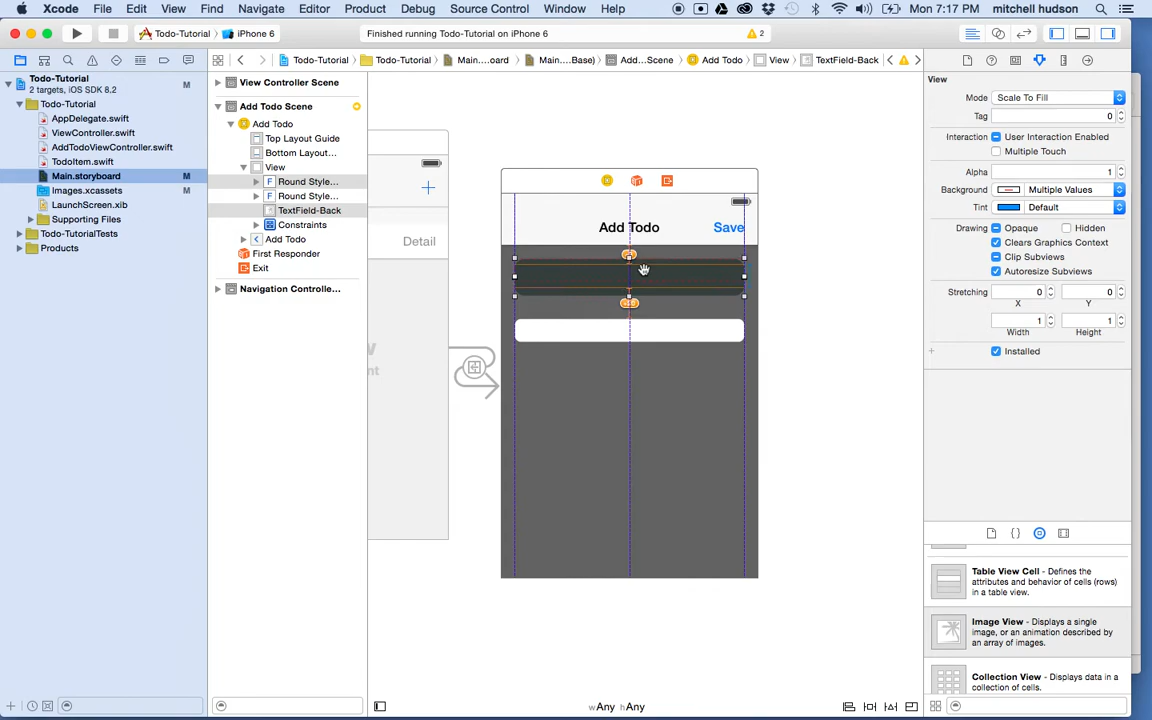 Xcode File Edit View Find Navigate Editor Product Debug Source Control Window Help
7:17 PM mitchell hudson
Todo-Tutorial iPhone 6
Finished running Todo-Tutorial on iPhone 6
2
Todo-Tutorial
2 targets, iOS SDK 8.2
M
Todo-Tutorial
AppDelegate.swift
ViewController.swift
AddTodoViewController.swift
TodoItem.swift
Main.storyboard
M
Images.xcassets
M
LaunchScreen.xib
Supporting Files
Todo-TutorialTests
Products
Todo-Tutorial
Todo-Tutorial
Main....oard
Main....Base)
Add...Scene
Add Todo
View
TextField-Back
View Controller Scene
Add Todo Scene
Add Todo
Top Layout Guide
Bottom Layout...
View
F Round Style...
F Round Style...
TextField-Back
Constraints
Add Todo
First Responder
Exit
Navigation Controlle...
Detail
Add Todo
Save
wAny hAny
View
Mode Scale To Fill
Tag 0
Interaction User Interaction Enabled
Multiple Touch
Alpha 1
Background Multiple Values
Tint Default
Drawing Opaque Hidden
Clears Graphics Context
Clip Subviews
Autoresize Subviews
Stretching 0 0
X Y
1 1
Width Height
Installed
Table View Cell - Defines the
attributes and behavior of cells (rows)
in a table view.
Image View - Displays a single
image, or an animation described by
an array of images.
Collection View - Displays data in a
collection of cells.